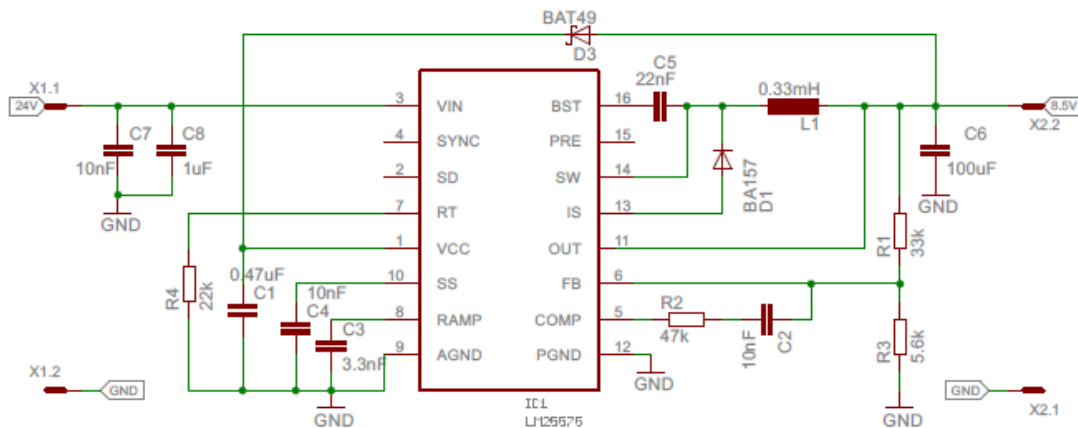 BAT49
D3
X1.1
24V
C7
10nF
C8
1uF
GND
3 VIN
4 SYNC
2 SD
7 RT
1 VCC
10 SS
8 RAMP
9 AGND
BST 16
PRE 15
SW 14
IS 13
OUT 11
FB 6
COMP 5
PGND 12
C5
22nF
0.33mH
L1
BA157
D1
8.5V
X2.2
C6
100uF
GND
R1
33k
R4
22k
0.47uF
C1
10nF
C4
C3
3.3nF
GND
R2
47k
10nF
C2
GND
R3
5.6k
GND
X1.2
GND
GND
X2.1
IC1